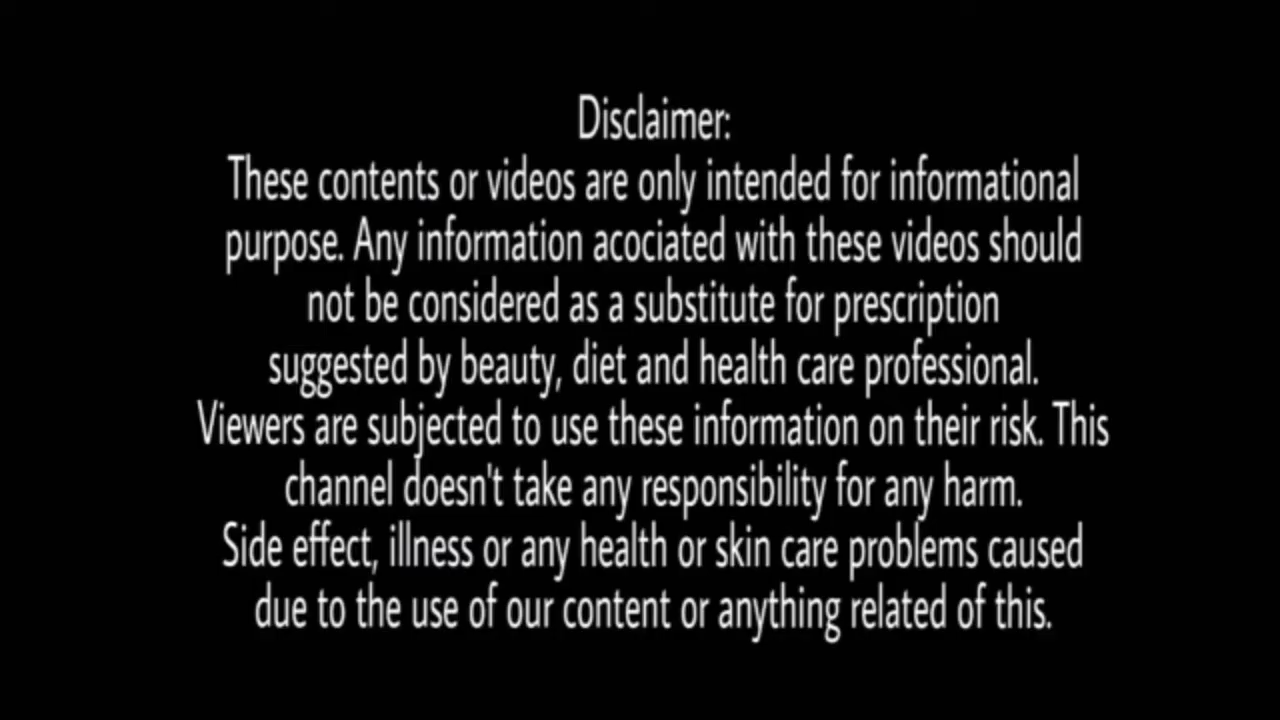 Disclaimer:
These contents or videos are only intended for informational
purpose. Any information acociated with these videos should
not be considered as a substitute for prescription
suggested by beauty, diet and health care professional.
Viewers are subjected to use these information on their risk. This
channel doesn't take any responsibility for any harm.
Side effect, illness or any health or skin care problems caused
due to the use of our content or anything related of this.